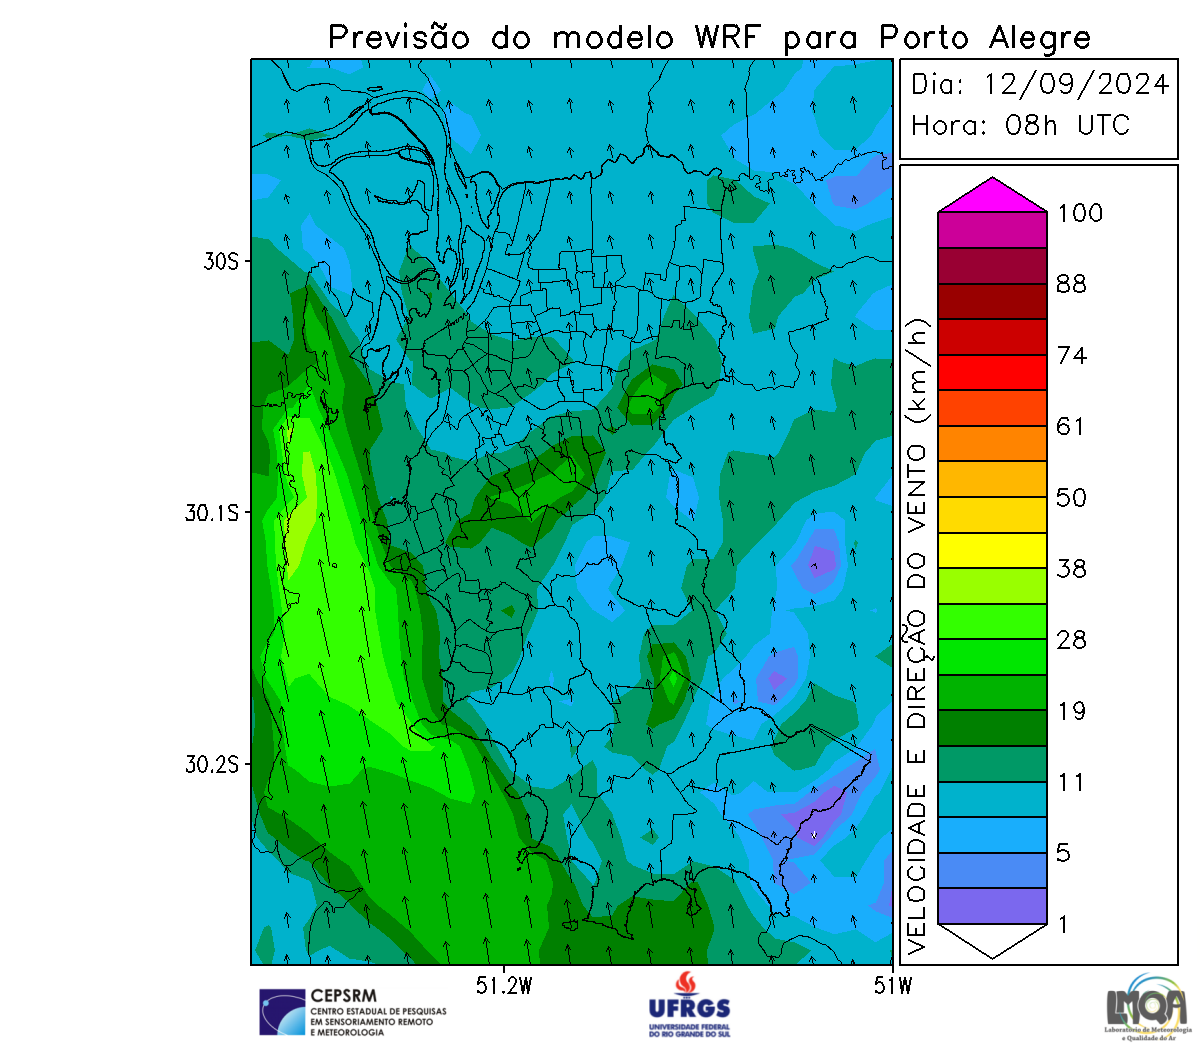 Previsão do modelo WRF para Porto Alegre
Dia: 12/09/2024
Hora: 08h UTC
30S
30.1S
30.2S
51.2W
51W
VELOCIDADE E DIREÇÃO DO VENTO (km/h)
100
88
74
61
50
38
28
19
11
5
1
CEPSRM
CENTRO ESTADUAL DE PESQUISAS
EM SENSORIAMENTO REMOTO
E METEOROLOGIA
UFRGS
UNIVERSIDADE FEDERAL
DO RIO GRANDE DO SUL
LMQA
Laboratório de Meteorologia
e Qualidade do Ar